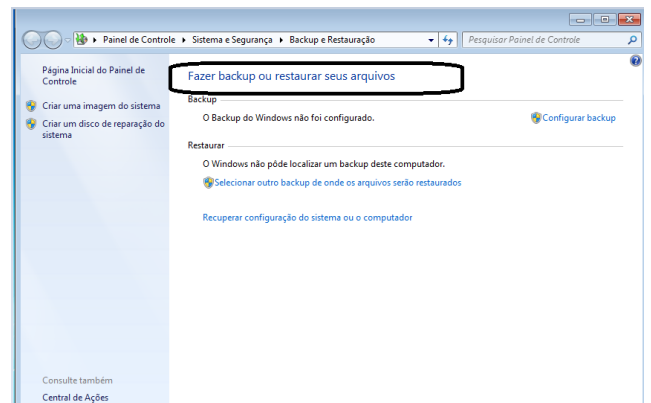 Painel de Controle ▸ Sistema e Segurança ▸ Backup e Restauração
Pesquisar Painel de Controle
Página Inicial do Painel de
Controle
Criar uma imagem do sistema
Criar um disco de reparação do
sistema
Fazer backup ou restaurar seus arquivos
Backup
O Backup do Windows não foi configurado.
Configurar backup
Restaurar
O Windows não pôde localizar um backup deste computador.
Selecionar outro backup de onde os arquivos serão restaurados
Recuperar configuração do sistema ou o computador
Consulte também
Central de Ações